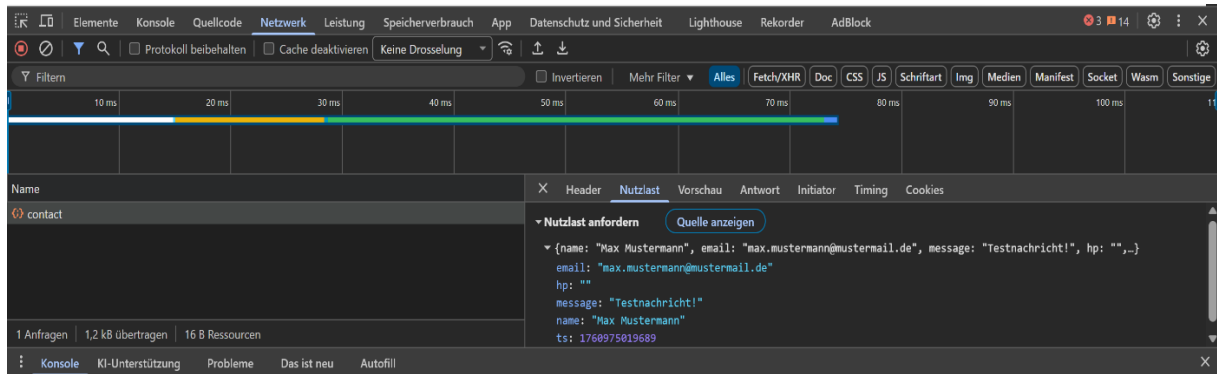 Elemente Konsole Quellcode Netzwerk Leistung Speicherverbrauch App Datenschutz und Sicherheit Lighthouse Rekorder AdBlock 3 14
Protokoll beibehalten Cache deaktivieren Keine Drosselung
Filtern Invertieren Mehr Filter Alles Fetch/XHR Doc CSS JS Schriftart Img Medien Manifest Socket Wasm Sonstige
10 ms 20 ms 30 ms 40 ms 50 ms 60 ms 70 ms 80 ms 90 ms 100 ms 11
Name
contact
1 Anfragen 1,2 kB übertragen 16 B Ressourcen
Header Nutzlast Vorschau Antwort Initiator Timing Cookies
Nutzlast anfordern Quelle anzeigen
{name: "Max Mustermann", email: "max.mustermann@mustermail.de", message: "Testnachricht!", hp: "",…}
email: "max.mustermann@mustermail.de"
hp: ""
message: "Testnachricht!"
name: "Max Mustermann"
ts: 1760975019689
Konsole KI-Unterstützung Probleme Das ist neu Autofill